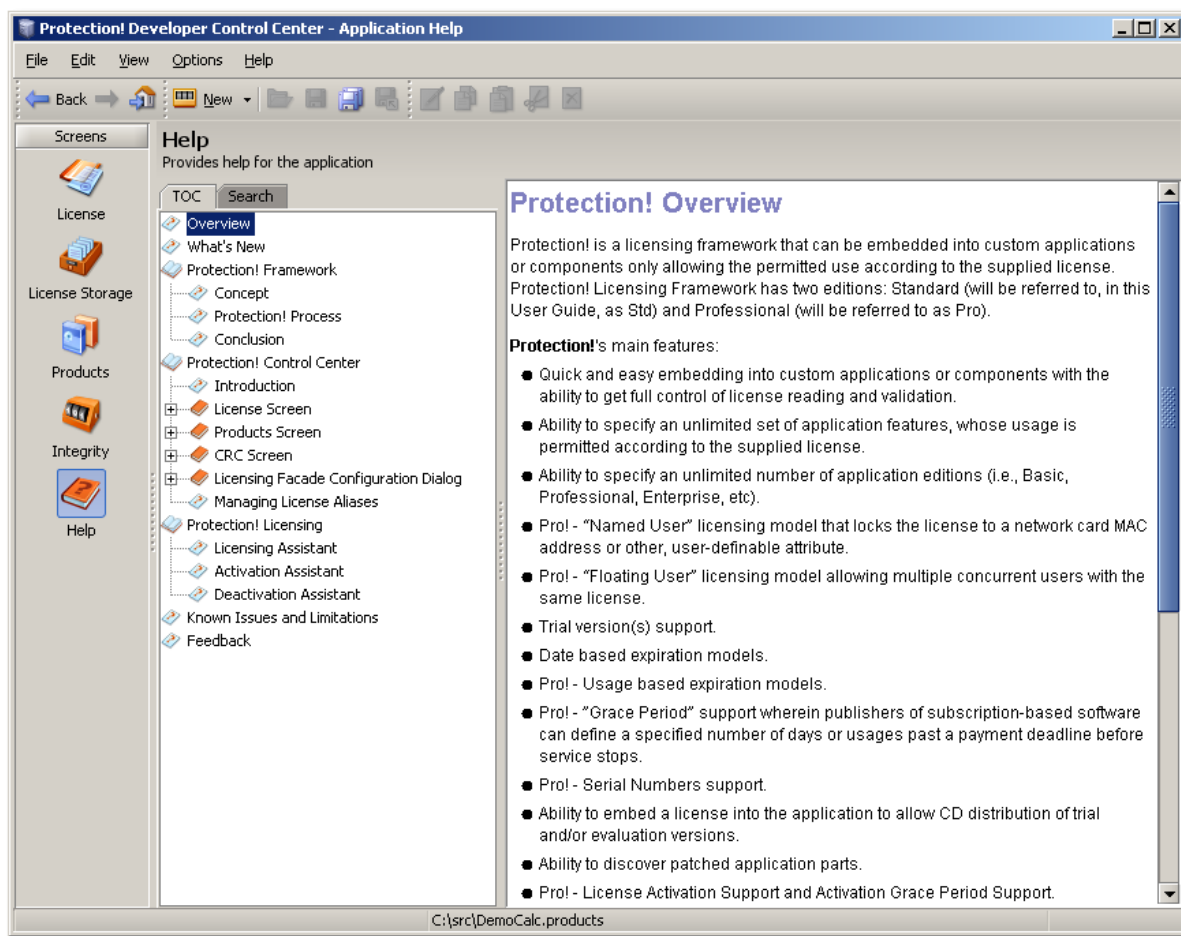 Protection! Developer Control Center - Application Help
File Edit View Options Help
Back New
Screens
License
License Storage
Products
Integrity
Help
Help
Provides help for the application
TOC Search
Overview
What's New
Protection! Framework
Concept
Protection! Process
Conclusion
Protection! Control Center
Introduction
License Screen
Products Screen
CRC Screen
Licensing Facade Configuration Dialog
Managing License Aliases
Protection! Licensing
Licensing Assistant
Activation Assistant
Deactivation Assistant
Known Issues and Limitations
Feedback
Protection! Overview
Protection! is a licensing framework that can be embedded into custom applications
or components only allowing the permitted use according to the supplied license.
Protection! Licensing Framework has two editions: Standard (will be referred to, in this
User Guide, as Std) and Professional (will be referred to as Pro).
Protection!'s main features:
● Quick and easy embedding into custom applications or components with the
ability to get full control of license reading and validation.
● Ability to specify an unlimited set of application features, whose usage is
permitted according to the supplied license.
● Ability to specify an unlimited number of application editions (i.e., Basic,
Professional, Enterprise, etc).
● Pro! - “Named User” licensing model that locks the license to a network card MAC
address or other, user-definable attribute.
● Pro! - “Floating User” licensing model allowing multiple concurrent users with the
same license.
● Trial version(s) support.
● Date based expiration models.
● Pro! - Usage based expiration models.
● Pro! - “Grace Period” support wherein publishers of subscription-based software
can define a specified number of days or usages past a payment deadline before
service stops.
● Pro! - Serial Numbers support.
● Ability to embed a license into the application to allow CD distribution of trial
and/or evaluation versions.
● Ability to discover patched application parts.
● Pro! - License Activation Support and Activation Grace Period Support.
C:\src\DemoCalc.products